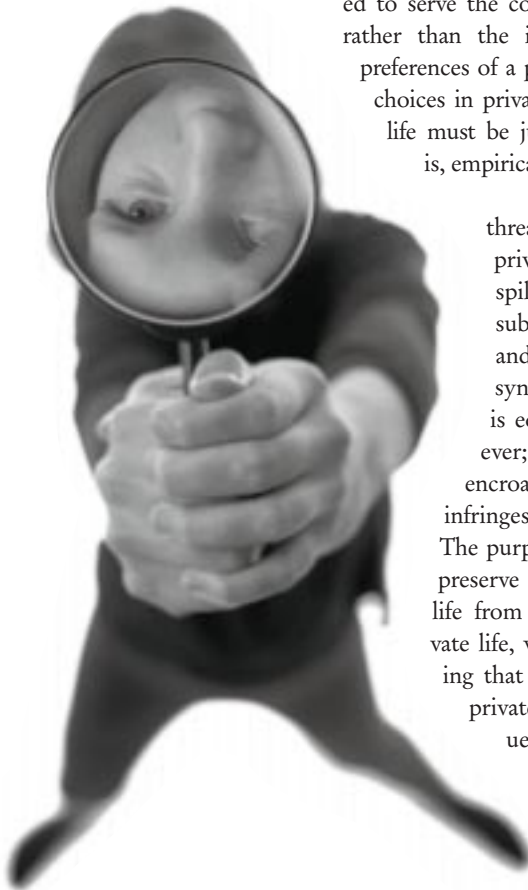 ed to serve the co
rather than the i
preferences of a p
choices in priva
life must be ju
is, empirica
threa
priv
spil
sub
and
syn
is ec
ever;
encroa
infringes
The purp
preserve
life from
vate life, v
ing that
private
ue